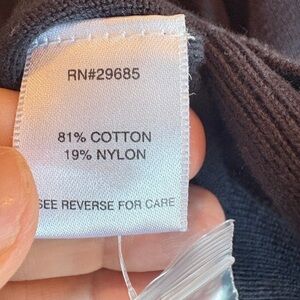 RN#29685
81% COTTON
19% NYLON
SEE REVERSE FOR CARE